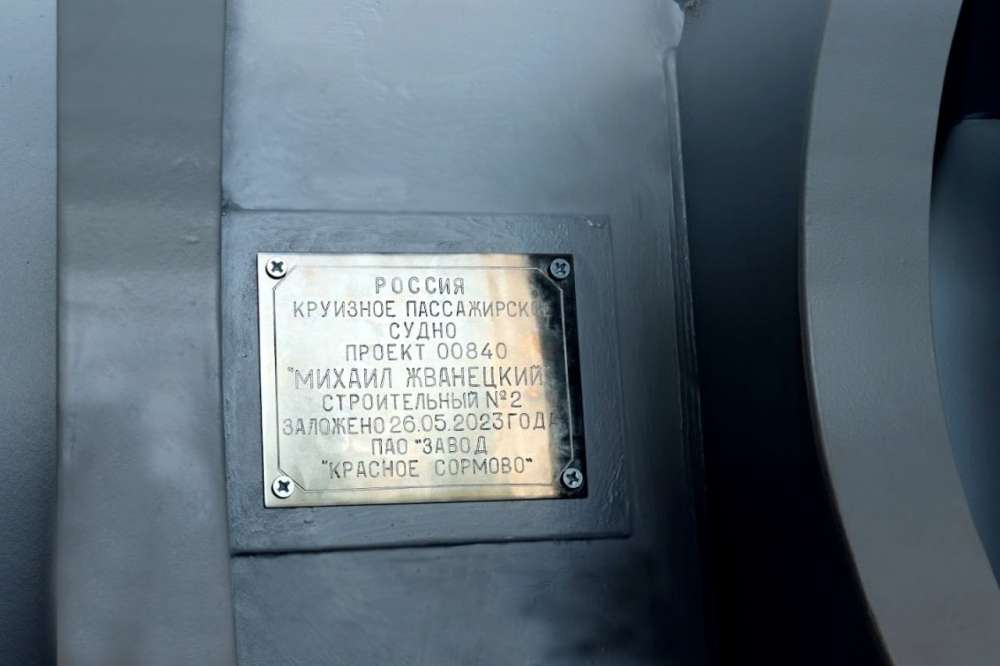 РОССИЯ
КРУИЗНОЕ ПАССАЖИРСКОЕ
СУДНО
ПРОЕКТ 00840
"МИХАИЛ ЖВАНЕЦКИЙ"
СТРОИТЕЛЬНЫЙ №2
ЗАЛОЖЕНО 26.05.2023 ГОДА
ПАО "ЗАВОД
"КРАСНОЕ СОРМОВО"